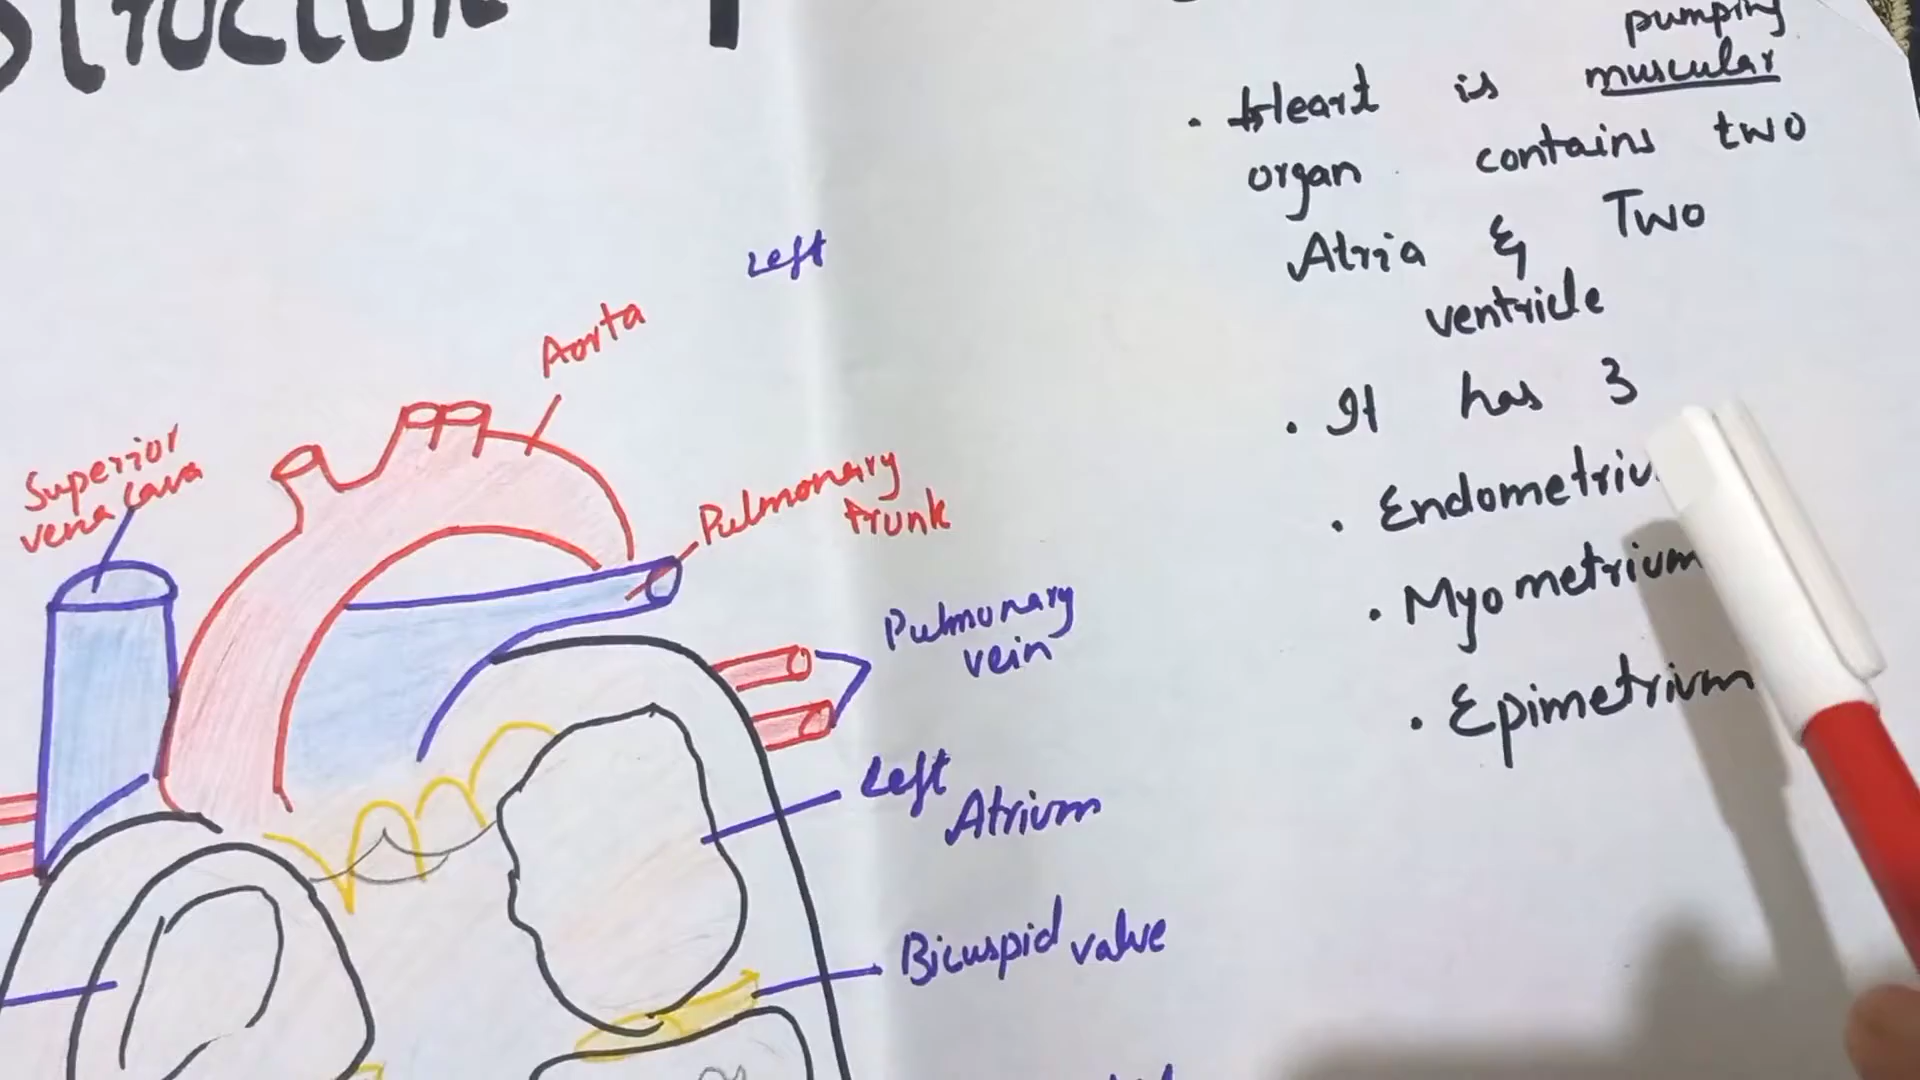 pumping
• Heart is muscular
organ contains two
Atria & Two
ventricle
• It has 3
• Endometriu
• Myometrium
• Epimetrium
Left
Aorta
Superior
vena cava
Pulmonary
trunk
Pulmonary
vein
Left
Atrium
Bicuspid valve